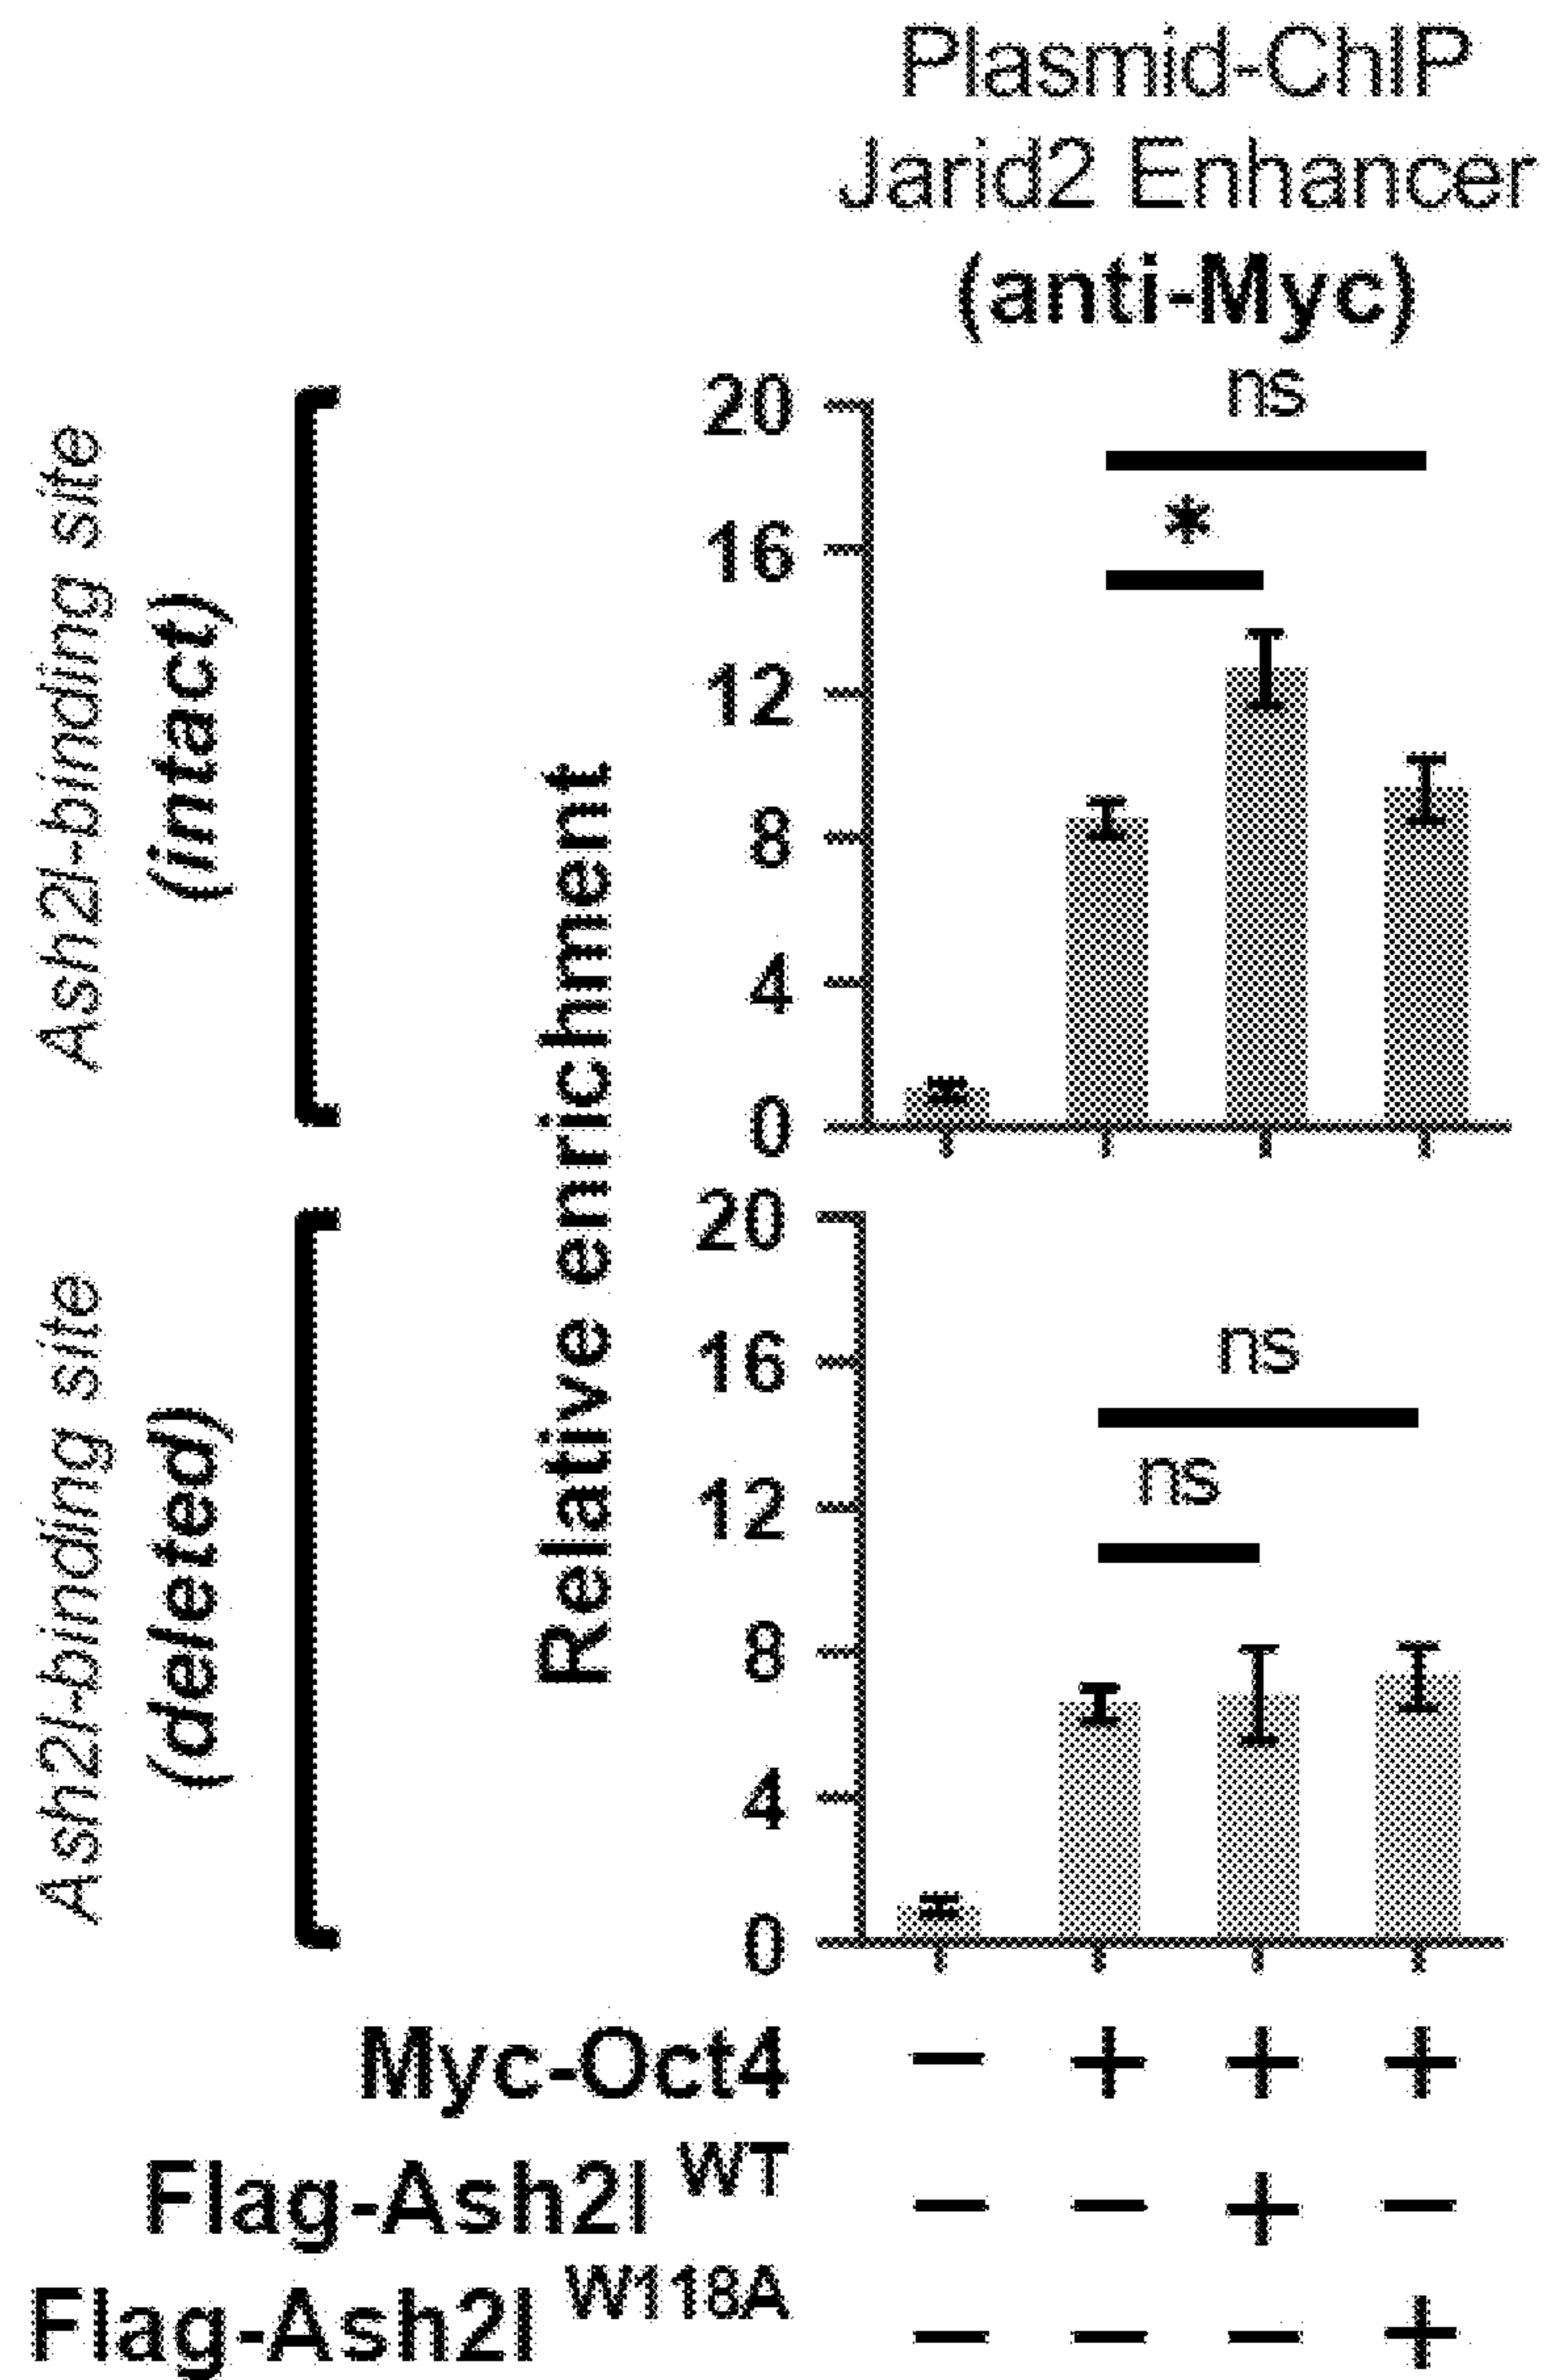 Plasmid-ChIP
Jarid2 Enhancer
(anti-Myc)
Ash2l-binding site
(intact)
Relative enrichment
20
16
12
8
4
0
ns
*
Ash2l-binding site
(deleted)
20
16
12
8
4
0
ns
ns
Myc-Oct4 − + + +
Flag-Ash2l WT − − + −
Flag-Ash2l W118A − − − +